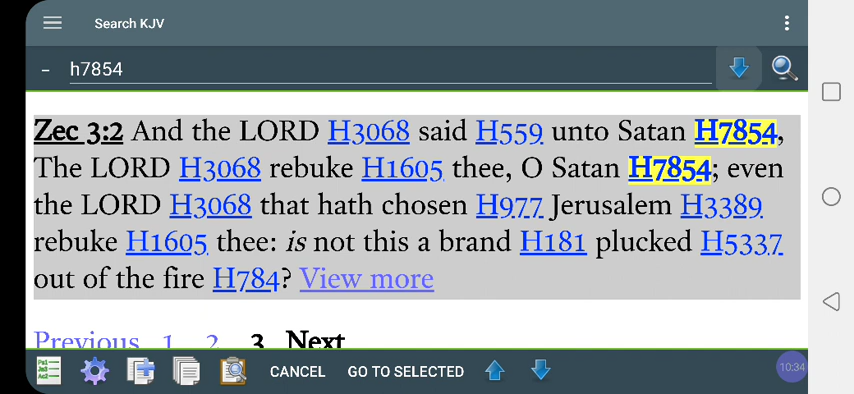 Search KJV
- h7854
Zec 3:2 And the LORD H3068 said H559 unto Satan H7854,
The LORD H3068 rebuke H1605 thee, O Satan H7854; even
the LORD H3068 that hath chosen H977 Jerusalem H3389
rebuke H1605 thee: is not this a brand H181 plucked H5337
out of the fire H784? View more
Previous 1 2 3 Next
CANCEL GO TO SELECTED
10:34